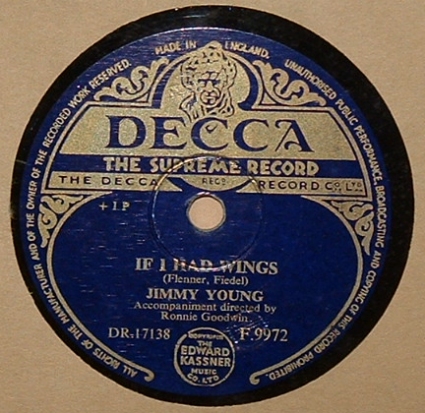 MADE IN ENGLAND.
ALL RIGHTS OF THE MANUFACTURER AND OF THE OWNER OF THE RECORDED WORK RESERVED.
UNAUTHORISED PUBLIC PERFORMANCE, BROADCASTING AND COPYING OF THIS RECORD PROHIBITED.
DECCA
THE SUPREME RECORD
THE DECCA REGD RECORD CO. LTD
+1P
IF I HAD WINGS
(Flenner, Fiedel)
JIMMY YOUNG
Accompaniment directed by
Ronnie Goodwin.
DR.17138 F.9972
COPYRIGHT
THE
EDWARD
KASSNER
MUSIC
CO. LTD